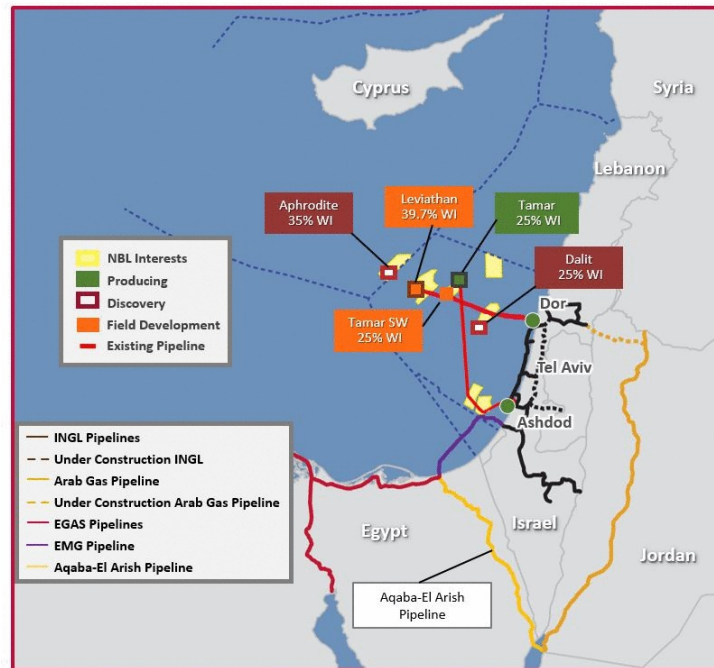 Cyprus
Syria
Lebanon
Aphrodite
35% WI
Leviathan
39.7% WI
Tamar
25% WI
Dalit
25% WI
NBL Interests
Producing
Discovery
Field Development
Existing Pipeline
Tamar SW
25% WI
Dor
Tel Aviv
Ashdod
INGL Pipelines
Under Construction INGL
Arab Gas Pipeline
Under Construction Arab Gas Pipeline
EGAS Pipelines
EMG Pipeline
Aqaba-El Arish Pipeline
Egypt
Israel
Jordan
Aqaba-El Arish
Pipeline